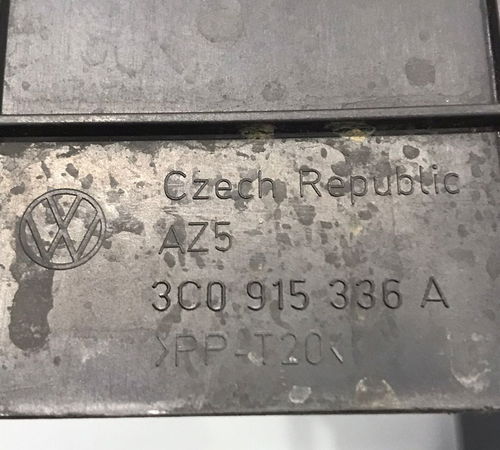 Czech Republic
AZ5
3C0 915 336 A
>PP-T20<